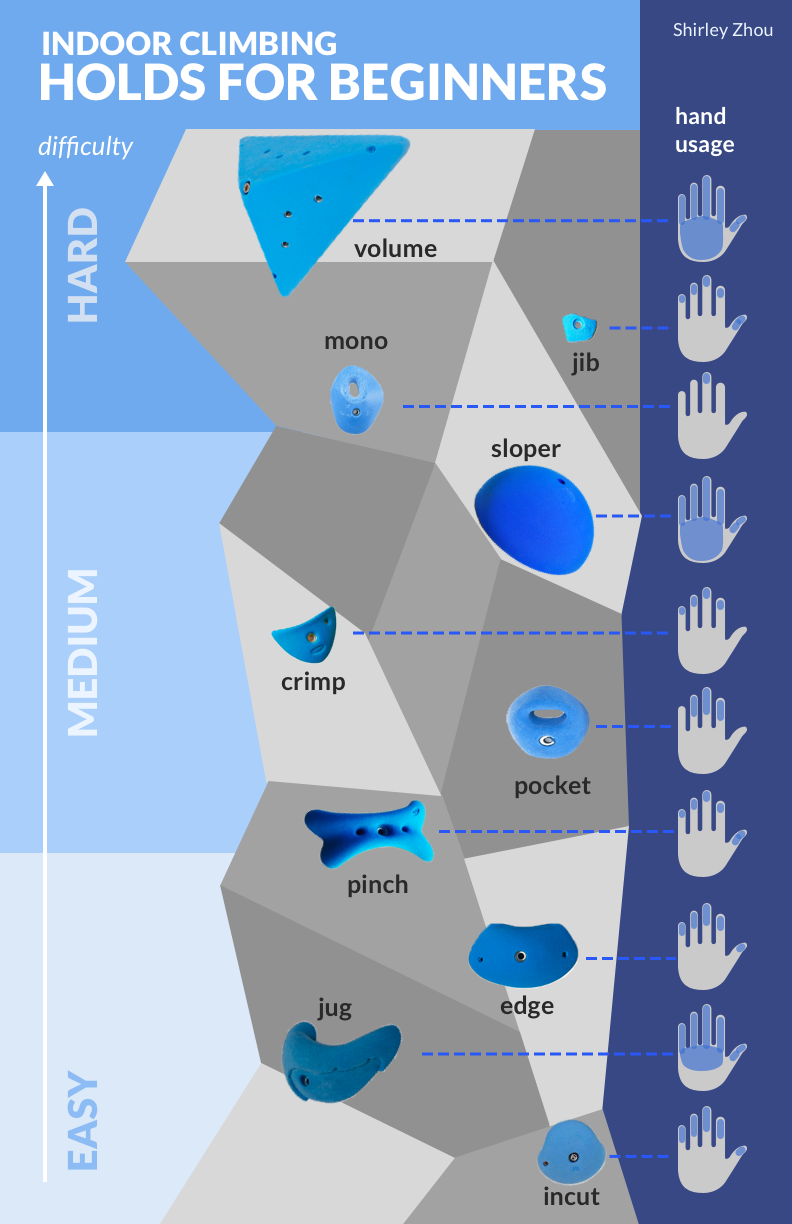 Shirley Zhou
INDOOR CLIMBING
HOLDS FOR BEGINNERS
hand
usage
difficulty
HARD
volume
mono
jib
sloper
MEDIUM
crimp
pocket
pinch
edge
jug
EASY
incut